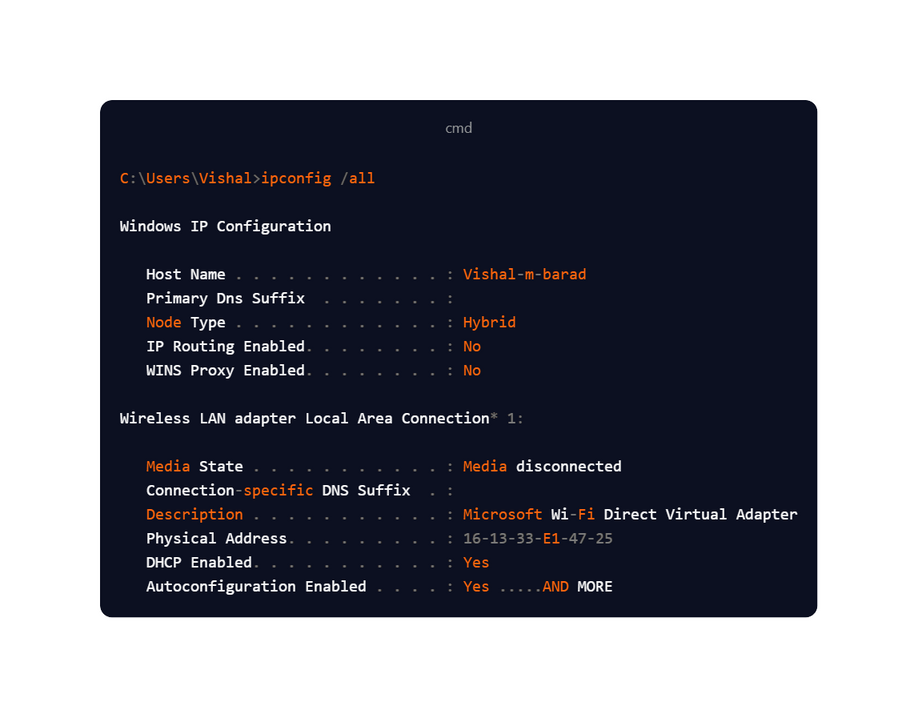 cmd
C:\Users\Vishal>ipconfig /all
Windows IP Configuration
Host Name . . . . . . . . . . . . : Vishal-m-barad
Primary Dns Suffix  . . . . . . . :
Node Type . . . . . . . . . . . . : Hybrid
IP Routing Enabled. . . . . . . . : No
WINS Proxy Enabled. . . . . . . . : No
Wireless LAN adapter Local Area Connection* 1:
Media State . . . . . . . . . . . : Media disconnected
Connection-specific DNS Suffix  . :
Description . . . . . . . . . . . : Microsoft Wi-Fi Direct Virtual Adapter
Physical Address. . . . . . . . . : 16-13-33-E1-47-25
DHCP Enabled. . . . . . . . . . . : Yes
Autoconfiguration Enabled . . . . : Yes .....AND MORE